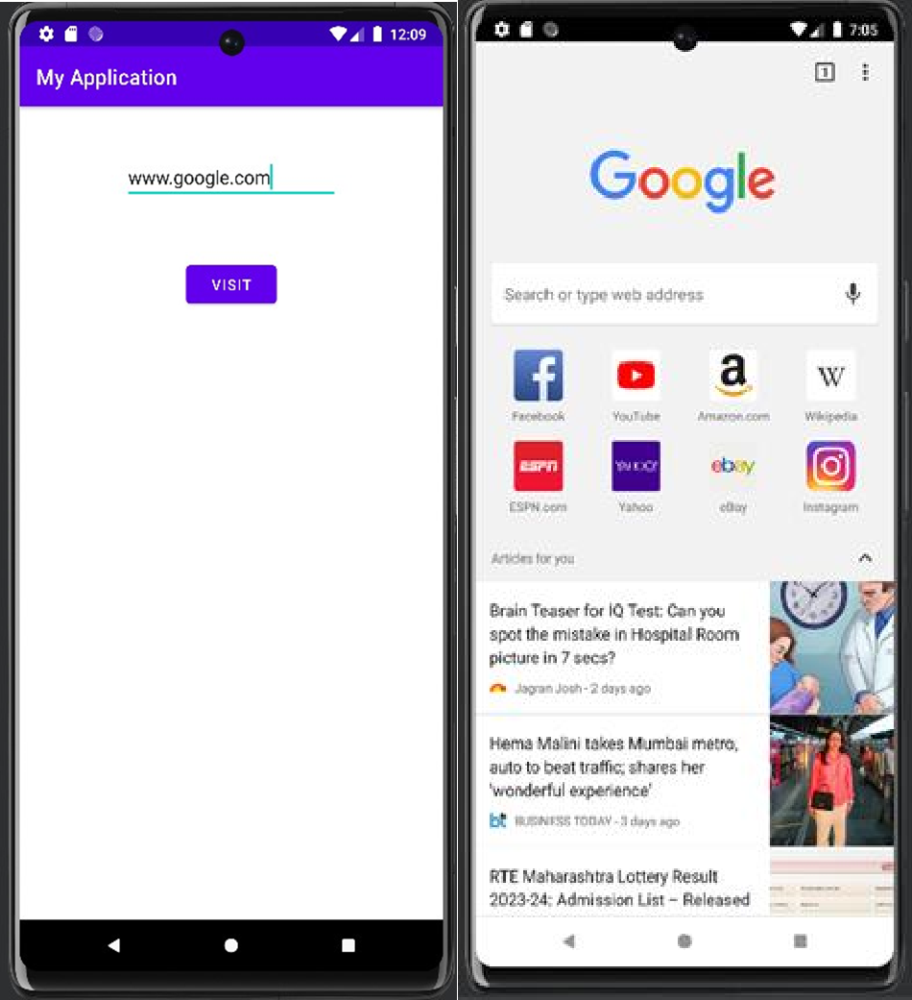 12:09
My Application
www.google.com
VISIT
7:05
1
Google
Search or type web address
f
a
W
Facebook
YouTube
Amazon.com
Wikipedia
ESPN
YAHOO!
ebay
ESPN.com
Yahoo
eBay
Instagram
Articles for you
Brain Teaser for IQ Test: Can you
spot the mistake in Hospital Room
picture in 7 secs?
Jagran Josh - 2 days ago
Hema Malini takes Mumbai metro,
auto to beat traffic; shares her
'wonderful experience'
bt BUSINESS TODAY - 3 days ago
RTE Maharashtra Lottery Result
2023-24: Admission List – Released